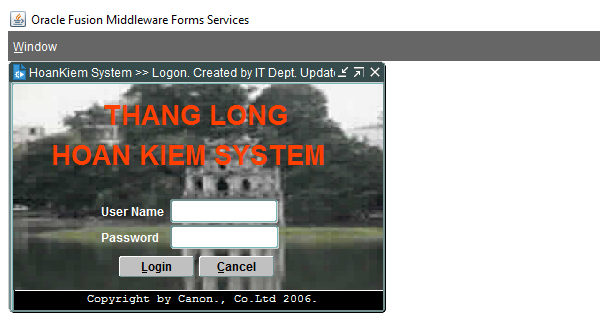 Oracle Fusion Middleware Forms Services
Window
HoanKiem System >> Logon. Created by IT Dept. Updat
THANG LONG
HOAN KIEM SYSTEM
User Name
Password
Login Cancel
Copyright by Canon., Co.Ltd 2006.